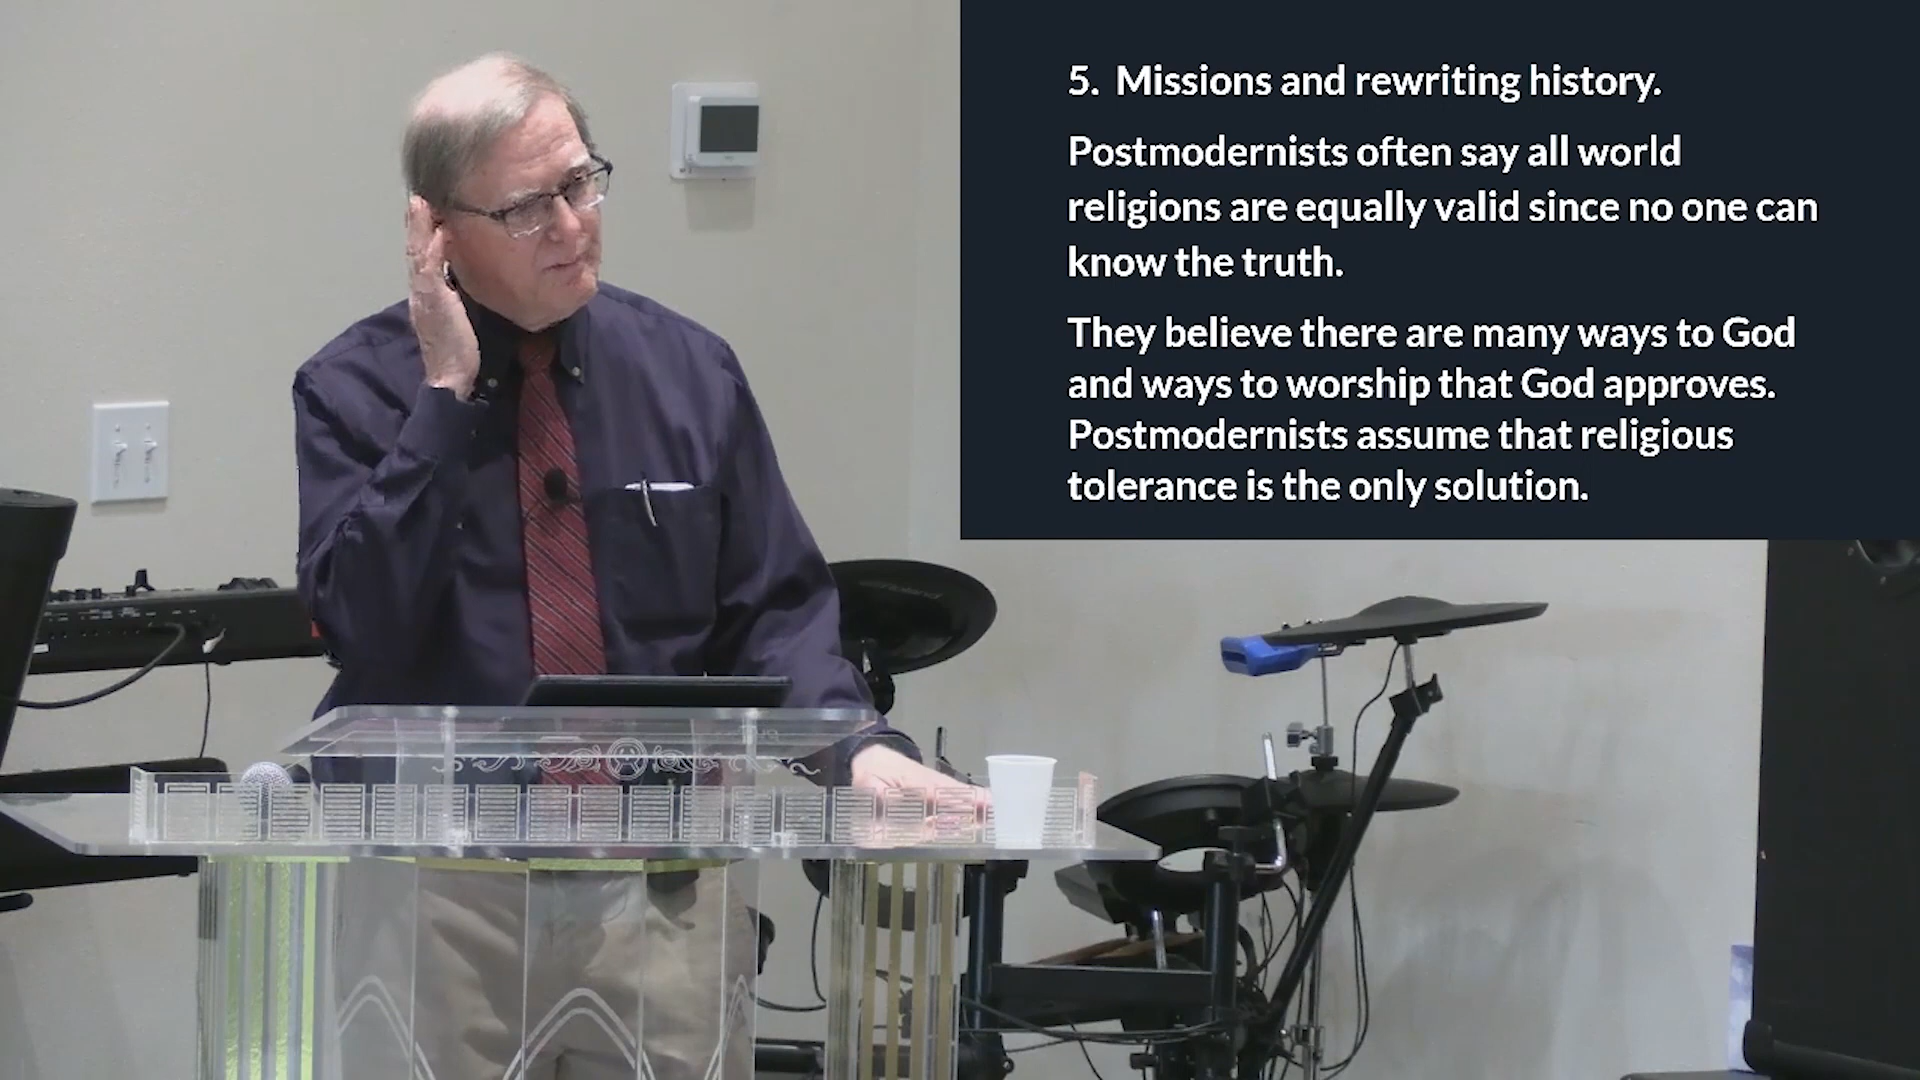 5. Missions and rewriting history.
Postmodernists often say all world
religions are equally valid since no one can
know the truth.
They believe there are many ways to God
and ways to worship that God approves.
Postmodernists assume that religious
tolerance is the only solution.